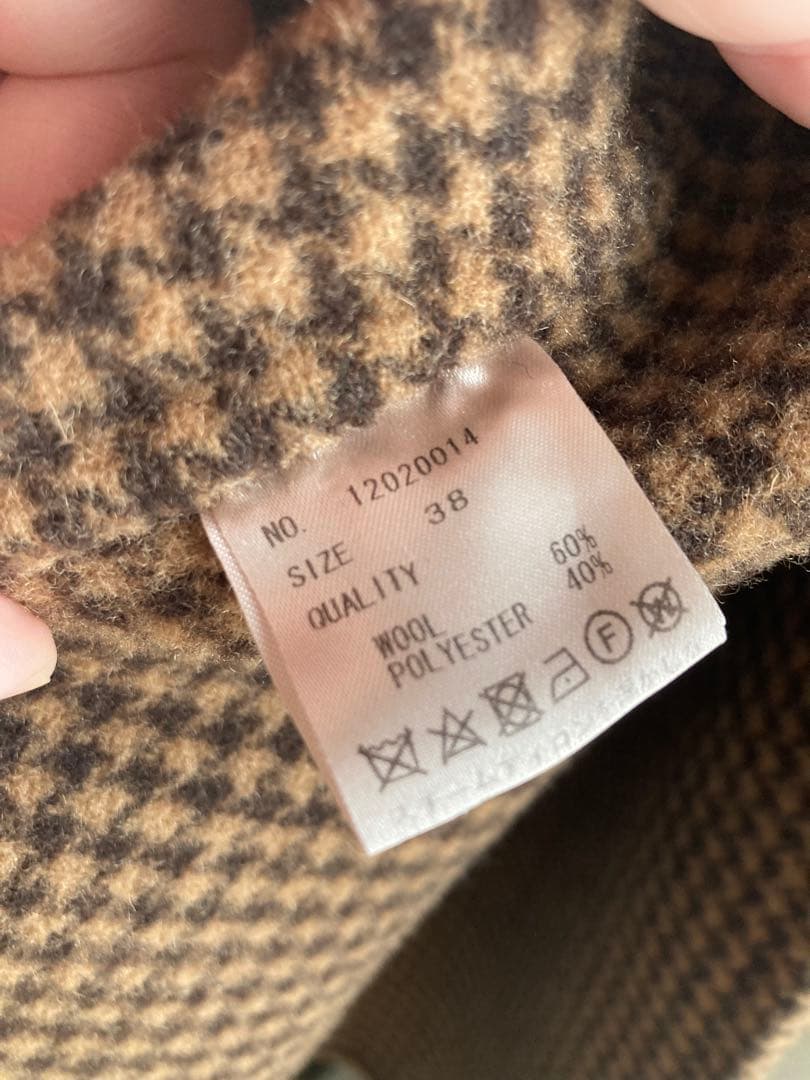 NO. 12020014
SIZE 38
QUALITY
WOOL 60%
POLYESTER 40%
F W